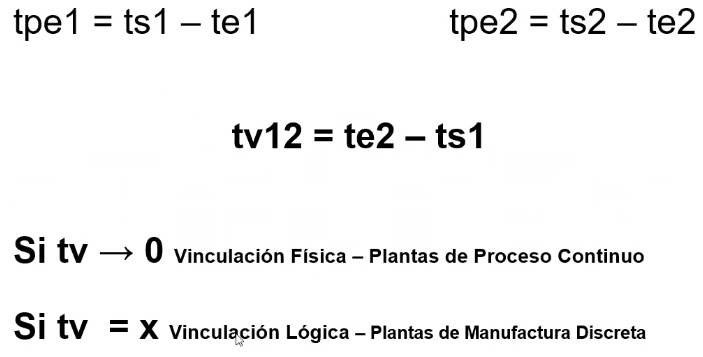 tpe1 = ts1 – te1 tpe2 = ts2 – te2
tv12 = te2 – ts1
Si tv → 0 Vinculación Física – Plantas de Proceso Continuo
Si tv = x Vinculación Lógica – Plantas de Manufactura Discreta